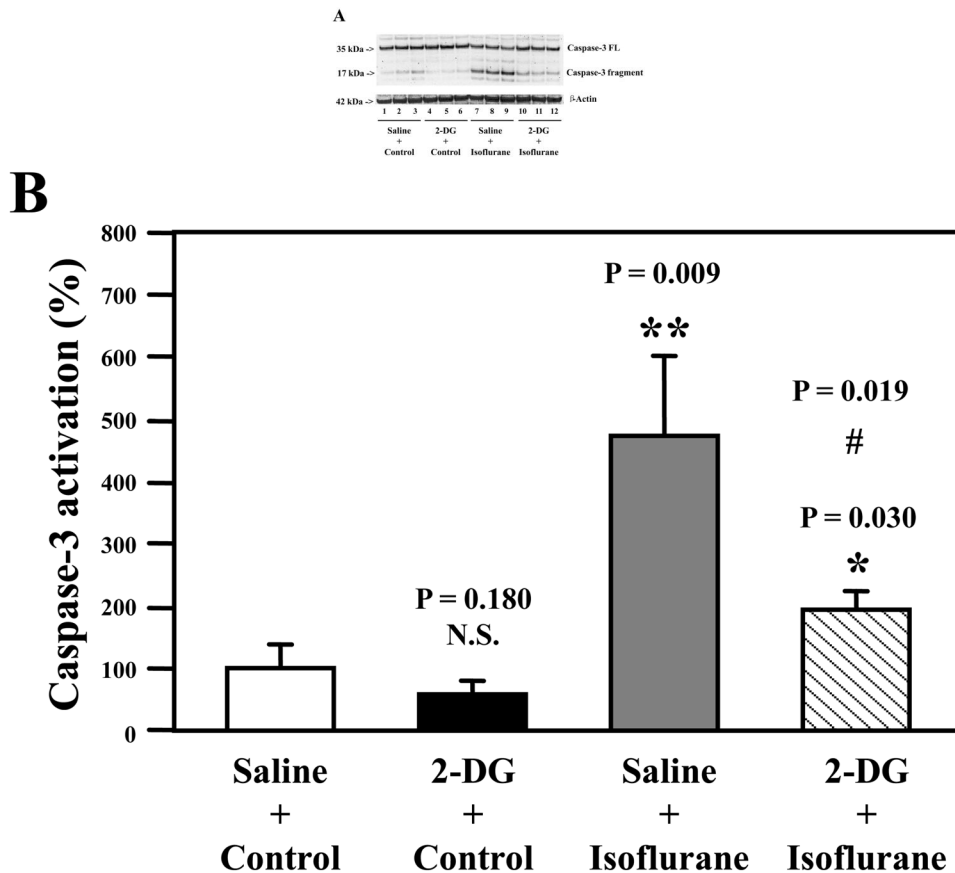 A
35 kDa ->
Caspase-3 FL
17 kDa ->
Caspase-3 fragment
42 kDa ->
β-Actin
1 2 3 4 5 6 7 8 9 10 11 12
Saline 2-DG Saline 2-DG
+ + + +
Control Control Isoflurane Isoflurane
B
Caspase-3 activation (%)
800
700
600
500
400
300
200
100
0
P = 0.180
N.S.
P = 0.009
**
P = 0.019
#
P = 0.030
*
Saline 2-DG Saline 2-DG
+ + + +
Control Control Isoflurane Isoflurane